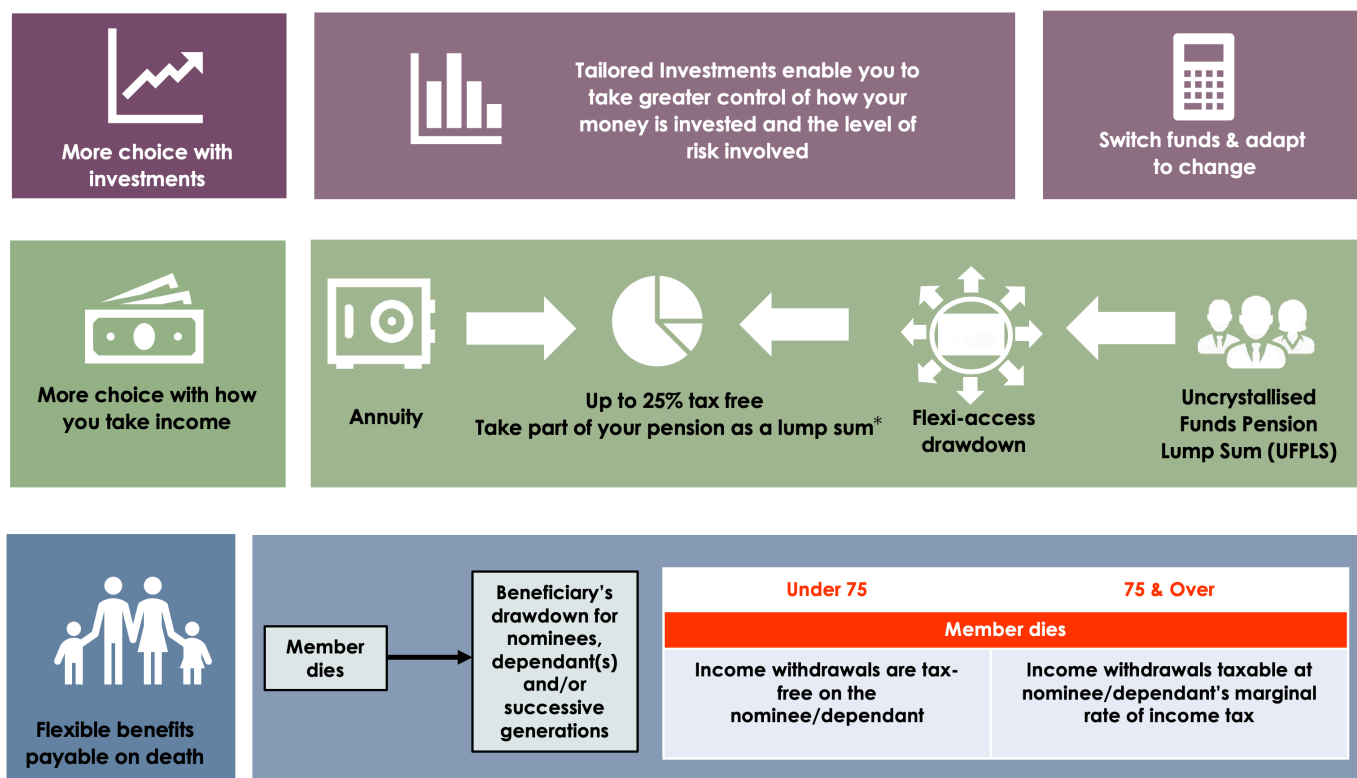 More choice with
investments
Tailored Investments enable you to
take greater control of how your
money is invested and the level of
risk involved
Switch funds & adapt
to change
More choice with how
you take income
Annuity
Up to 25% tax free
Take part of your pension as a lump sum*
Flexi-access
drawdown
Uncrystallised
Funds Pension
Lump Sum (UFPLS)
Flexible benefits
payable on death
Member
dies
Beneficiary's
drawdown for
nominees,
dependant(s)
and/or
successive
generations
Under 75
75 & Over
Member dies
Income withdrawals are tax-
free on the
nominee/dependant
Income withdrawals taxable at
nominee/dependant's marginal
rate of income tax